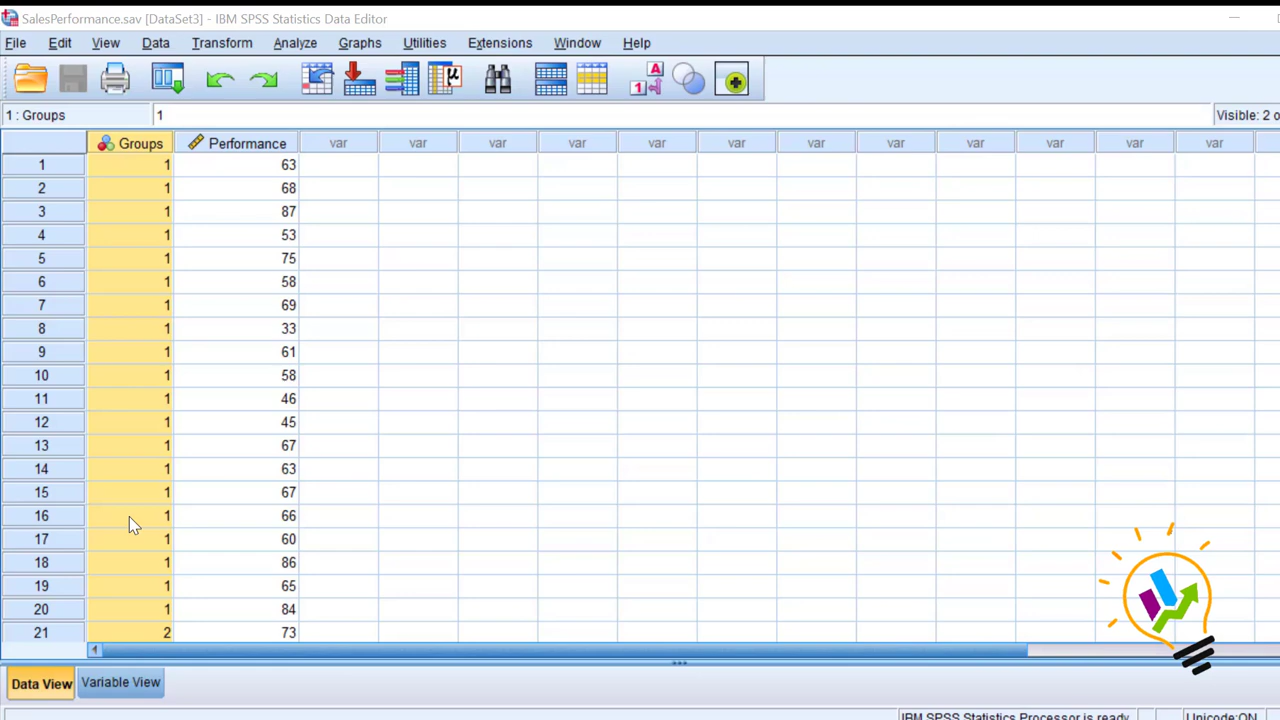 SalesPerformance.sav [DataSet3] - IBM SPSS Statistics Data Editor
File Edit View Data Transform Analyze Graphs Utilities Extensions Window Help
1 : Groups 1 Visible: 2 o
Groups Performance var var var var var var var var var var var var
1 1 63
2 1 68
3 1 87
4 1 53
5 1 75
6 1 58
7 1 69
8 1 33
9 1 61
10 1 58
11 1 46
12 1 45
13 1 67
14 1 63
15 1 67
16 1 66
17 1 60
18 1 86
19 1 65
20 1 84
21 2 73
Data View Variable View
IBM SPSS Statistics Processor is ready Unicode:ON